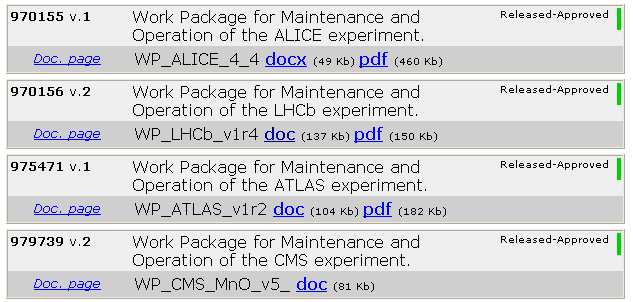 970155 v.1 Work Package for Maintenance and Released-Approved
Operation of the ALICE experiment.
Doc. page WP_ALICE_4_4 docx (49 Kb) pdf (460 Kb)
970156 v.2 Work Package for Maintenance and Released-Approved
Operation of the LHCb experiment.
Doc. page WP_LHCb_v1r4 doc (137 Kb) pdf (150 Kb)
975471 v.1 Work Package for Maintenance and Released-Approved
Operation of the ATLAS experiment.
Doc. page WP_ATLAS_v1r2 doc (104 Kb) pdf (182 Kb)
979739 v.2 Work Package for Maintenance and Released-Approved
Operation of the CMS experiment.
Doc. page WP_CMS_MnO_v5_ doc (81 Kb)